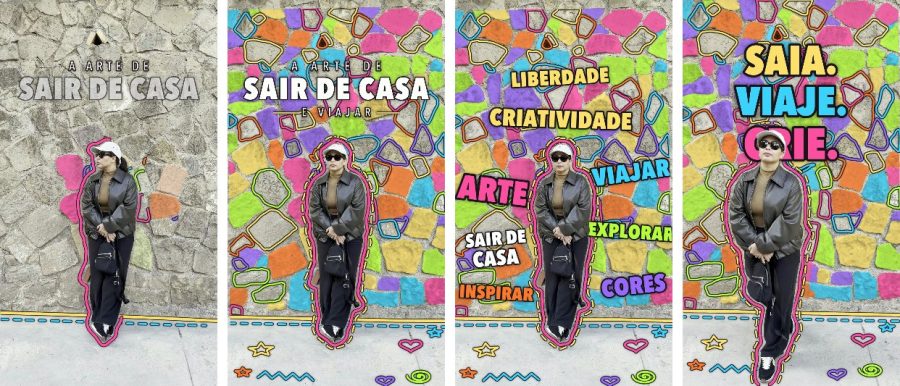 A ARTE DE
SAIR DE CASA
A ARTE DE
SAIR DE CASA
E VIAJAR
LIBERDADE
CRIATIVIDADE
ARTE
VIAJAR
SAIR DE
CASA
EXPLORAR
INSPIRAR
CORES
SAIA.
VIAJE.
CRIE.